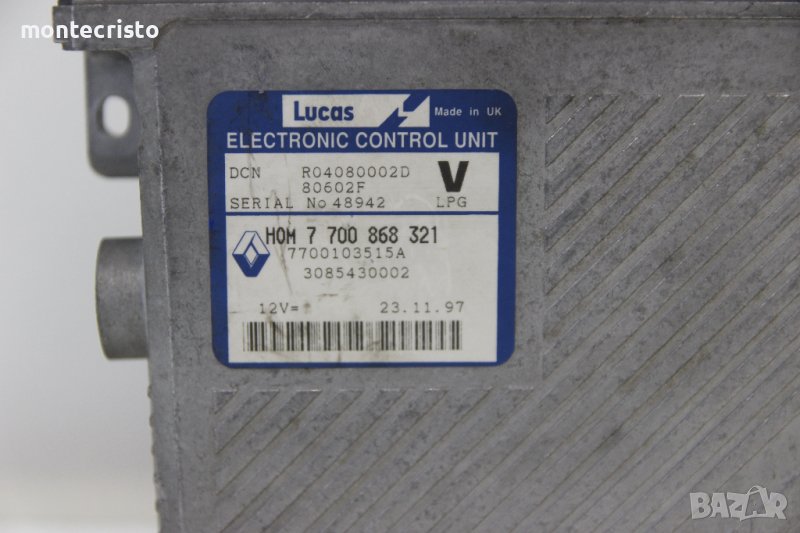 montecristo
Lucas
Made in UK
ELECTRONIC CONTROL UNIT
DCN R04080002D
80602F
V
SERIAL No 48942 LPG
HOM 7 700 868 321
7700103515A
3085430002
12V= 23.11.97
BAZAR